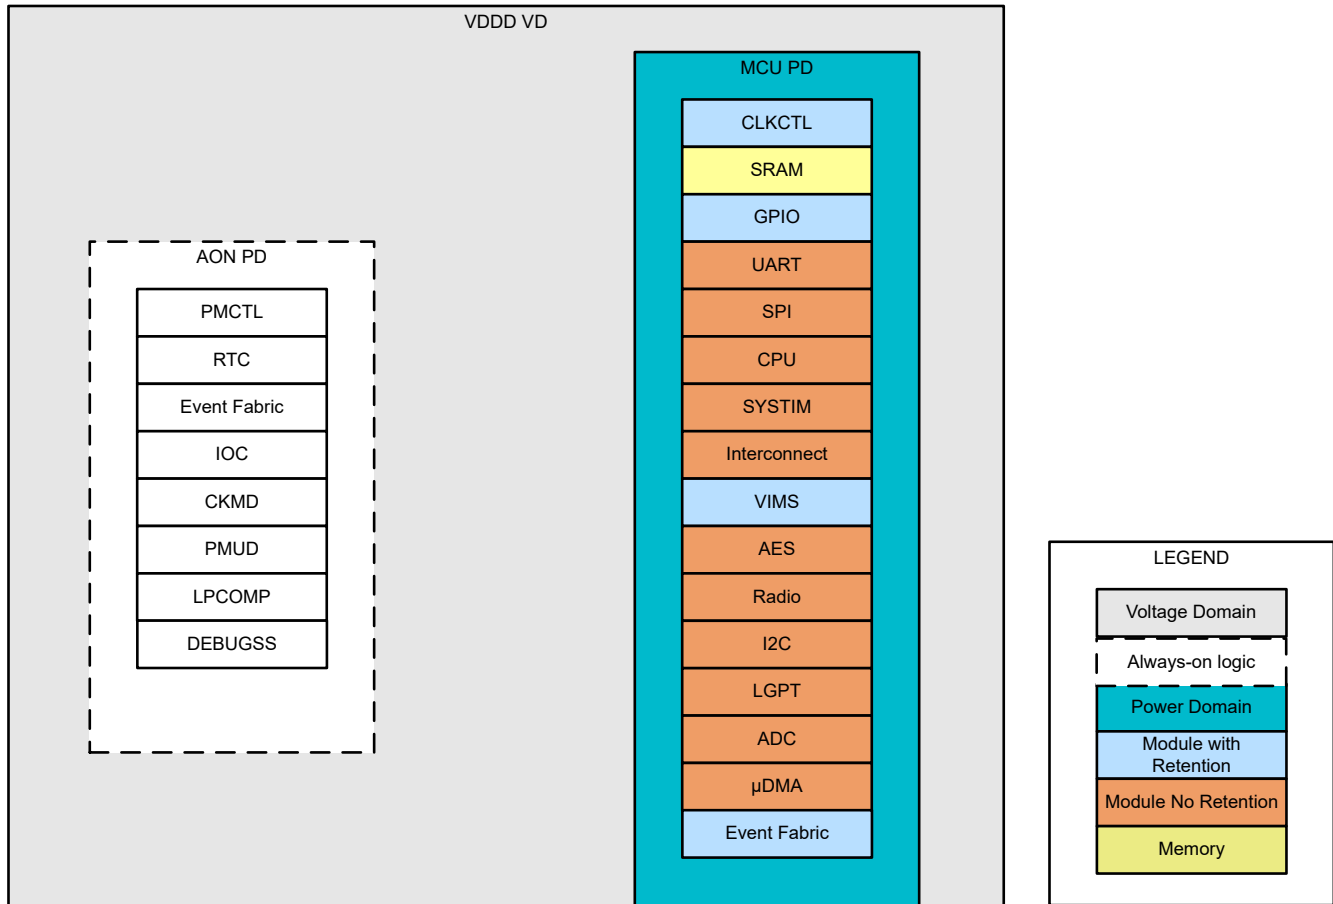 VDDD VD
AON PD
PMCTL
RTC
Event Fabric
IOC
CKMD
PMUD
LPCOMP
DEBUGSS
MCU PD
CLKCTL
SRAM
GPIO
UART
SPI
CPU
SYSTIM
Interconnect
VIMS
AES
Radio
I2C
LGPT
ADC
µDMA
Event Fabric
LEGEND
Voltage Domain
Always-on logic
Power Domain
Module with
Retention
Module No Retention
Memory